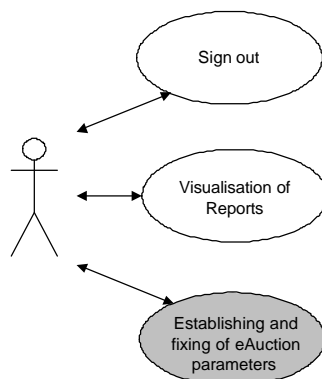 Sign out
Visualisation of
Reports
Establishing and
fixing of eAuction
parameters